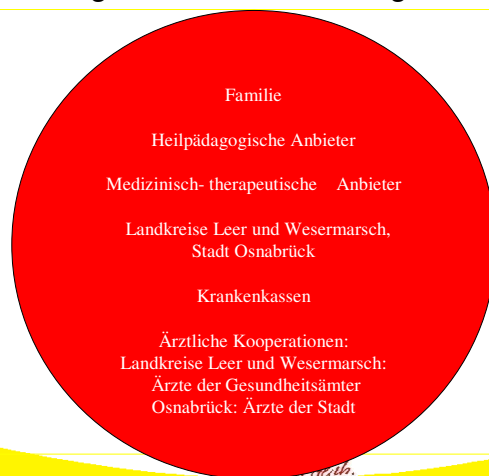 Familie
Heilpädagogische Anbieter
Medizinisch- therapeutische Anbieter
Landkreise Leer und Wesermarsch,
Stadt Osnabrück
Krankenkassen
Ärztliche Kooperationen:
Landkreise Leer und Wesermarsch:
Ärzte der Gesundheitsämter
Osnabrück: Ärzte der Stadt